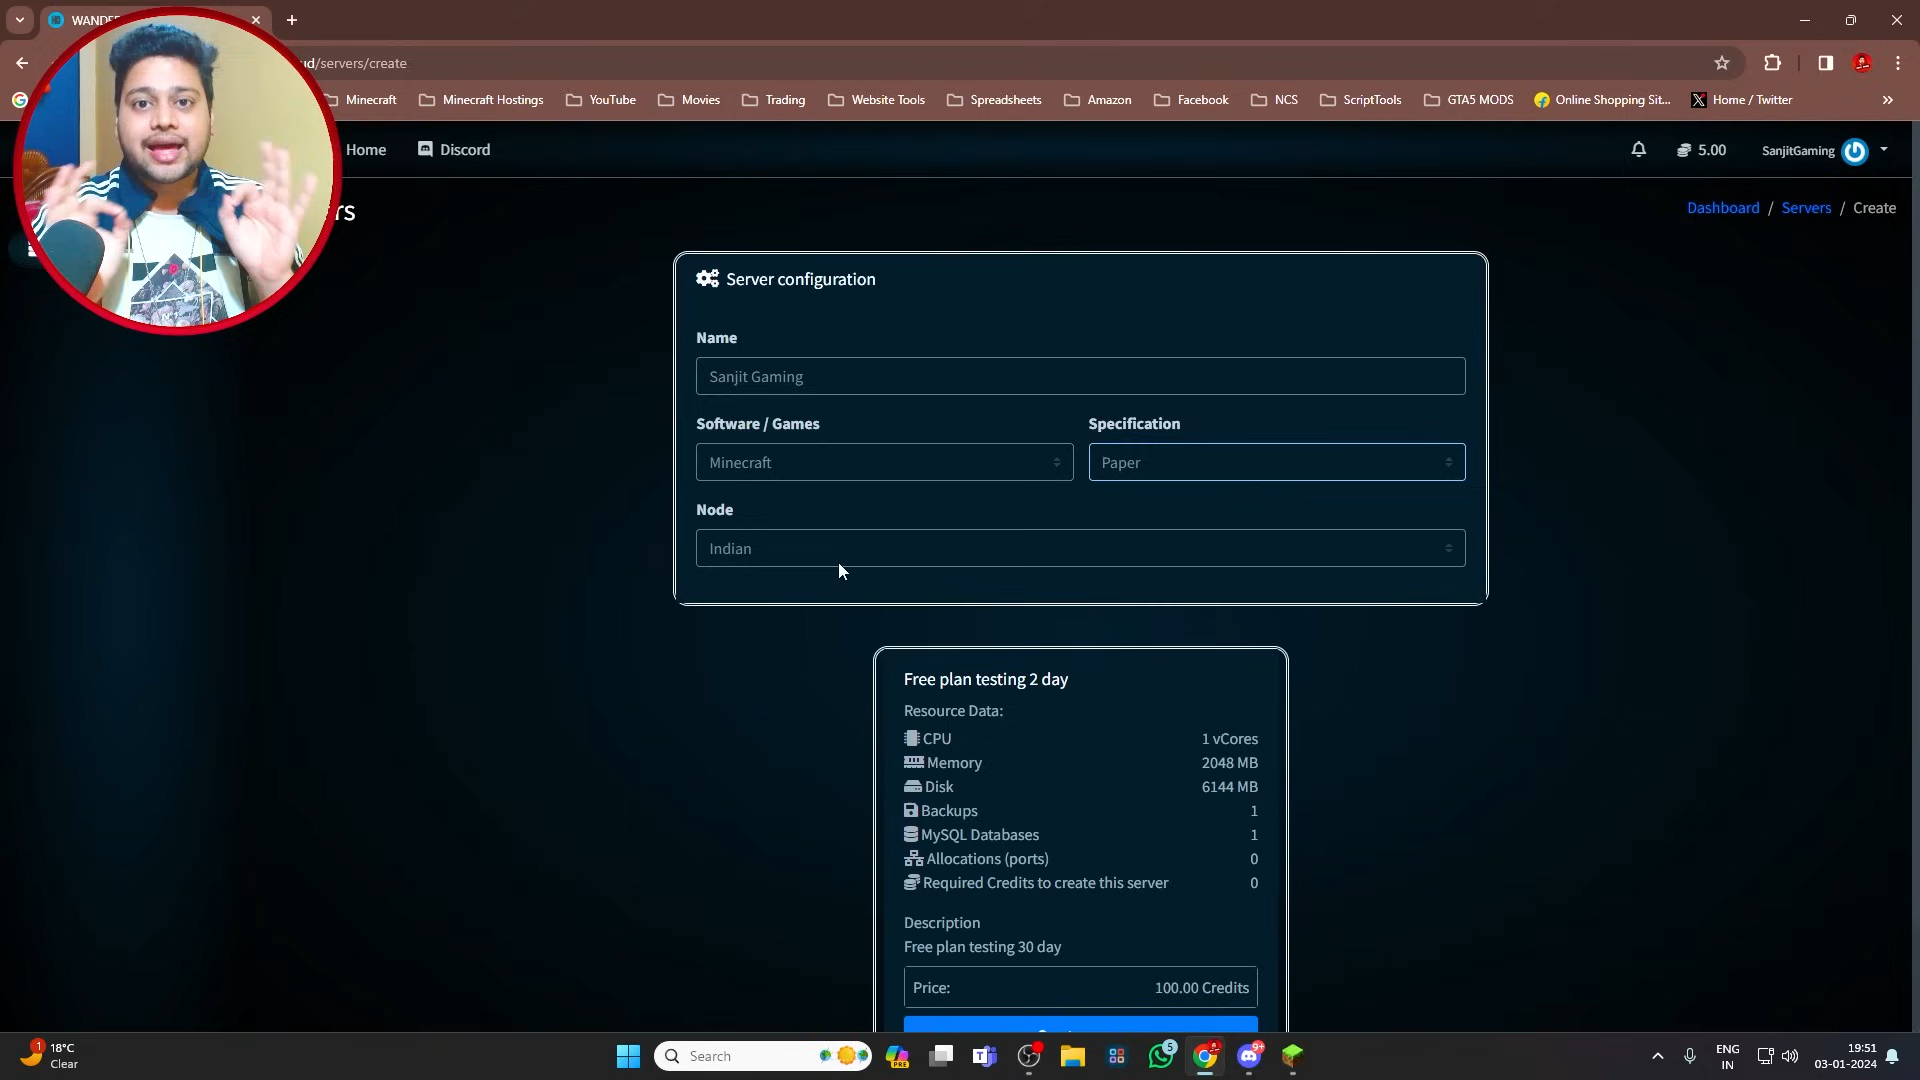 WANDE
ud/servers/create
Minecraft
Minecraft Hostings
YouTube
Movies
Trading
Website Tools
Spreadsheets
Amazon
Facebook
NCS
ScriptTools
GTA5 MODS
Online Shopping Sit...
Home / Twitter
Home
Discord
5.00
SanjitGaming
rs
Dashboard / Servers / Create
Server configuration
Name
Sanjit Gaming
Software / Games
Specification
Minecraft
Paper
Node
Indian
Free plan testing 2 day
Resource Data:
CPU 1 vCores
Memory 2048 MB
Disk 6144 MB
Backups 1
MySQL Databases 1
Allocations (ports) 0
Required Credits to create this server 0
Description
Free plan testing 30 day
Price: 100.00 Credits
1
18°C
Clear
Search
PRE
5
9+
ENG
IN
19:51
03-01-2024